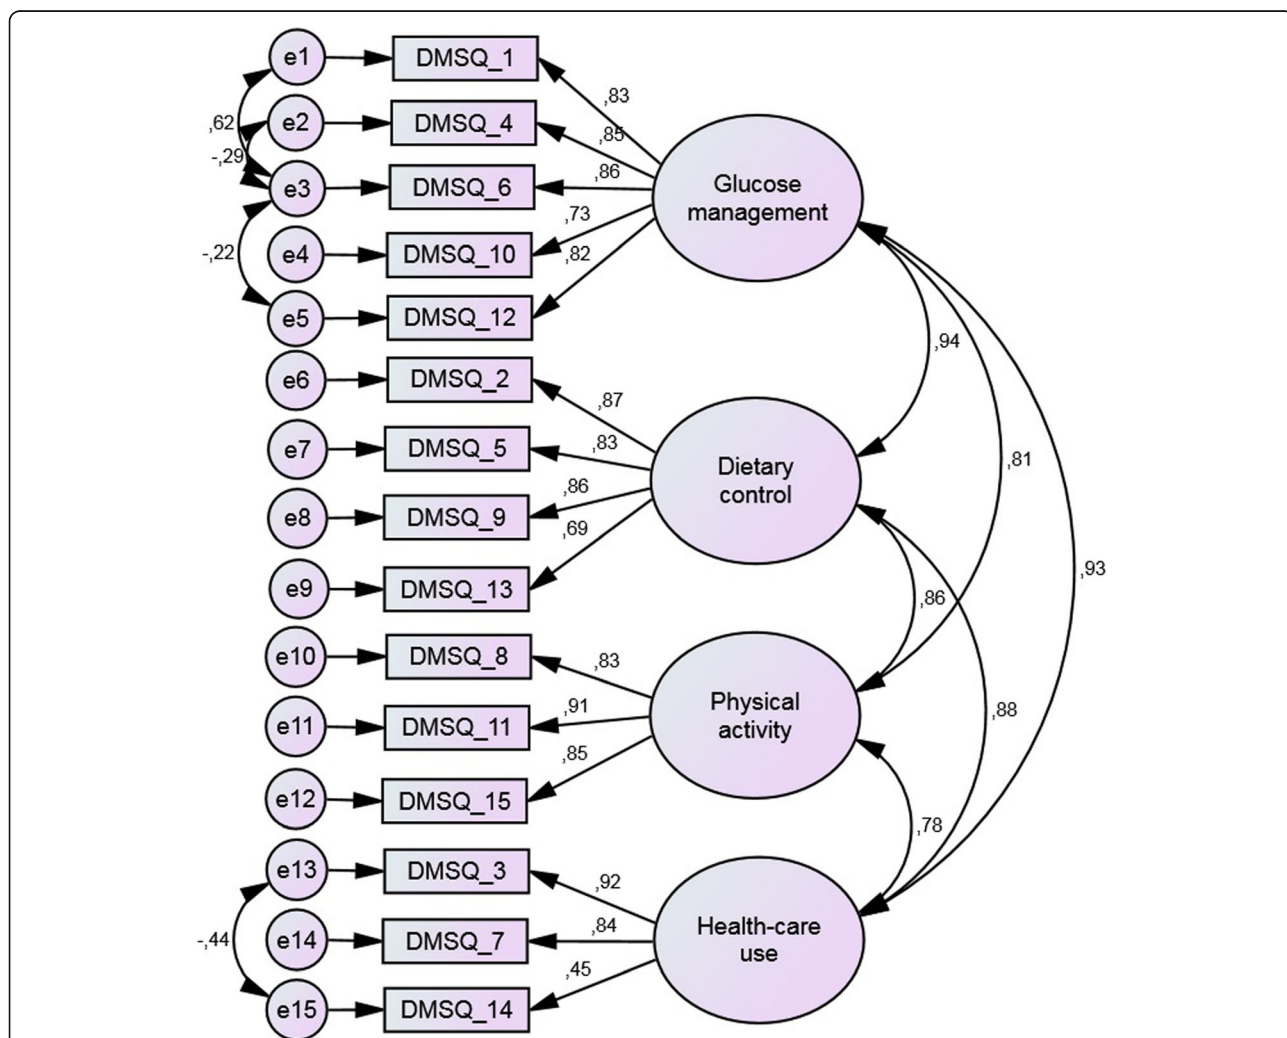 e1
DMSQ_1
,83
,62
e2
DMSQ_4
,85
-,29
e3
DMSQ_6
,86
Glucose
management
,73
-,22
e4
DMSQ_10
,82
e5
DMSQ_12
,94
e6
DMSQ_2
,87
e7
DMSQ_5
,83
Dietary
control
,81
e8
DMSQ_9
,86
,69
e9
DMSQ_13
,86
,93
e10
DMSQ_8
,83
e11
DMSQ_11
,91
Physical
activity
,88
,85
e12
DMSQ_15
,78
e13
DMSQ_3
,92
-,44
e14
DMSQ_7
,84
Health-care
use
,45
e15
DMSQ_14